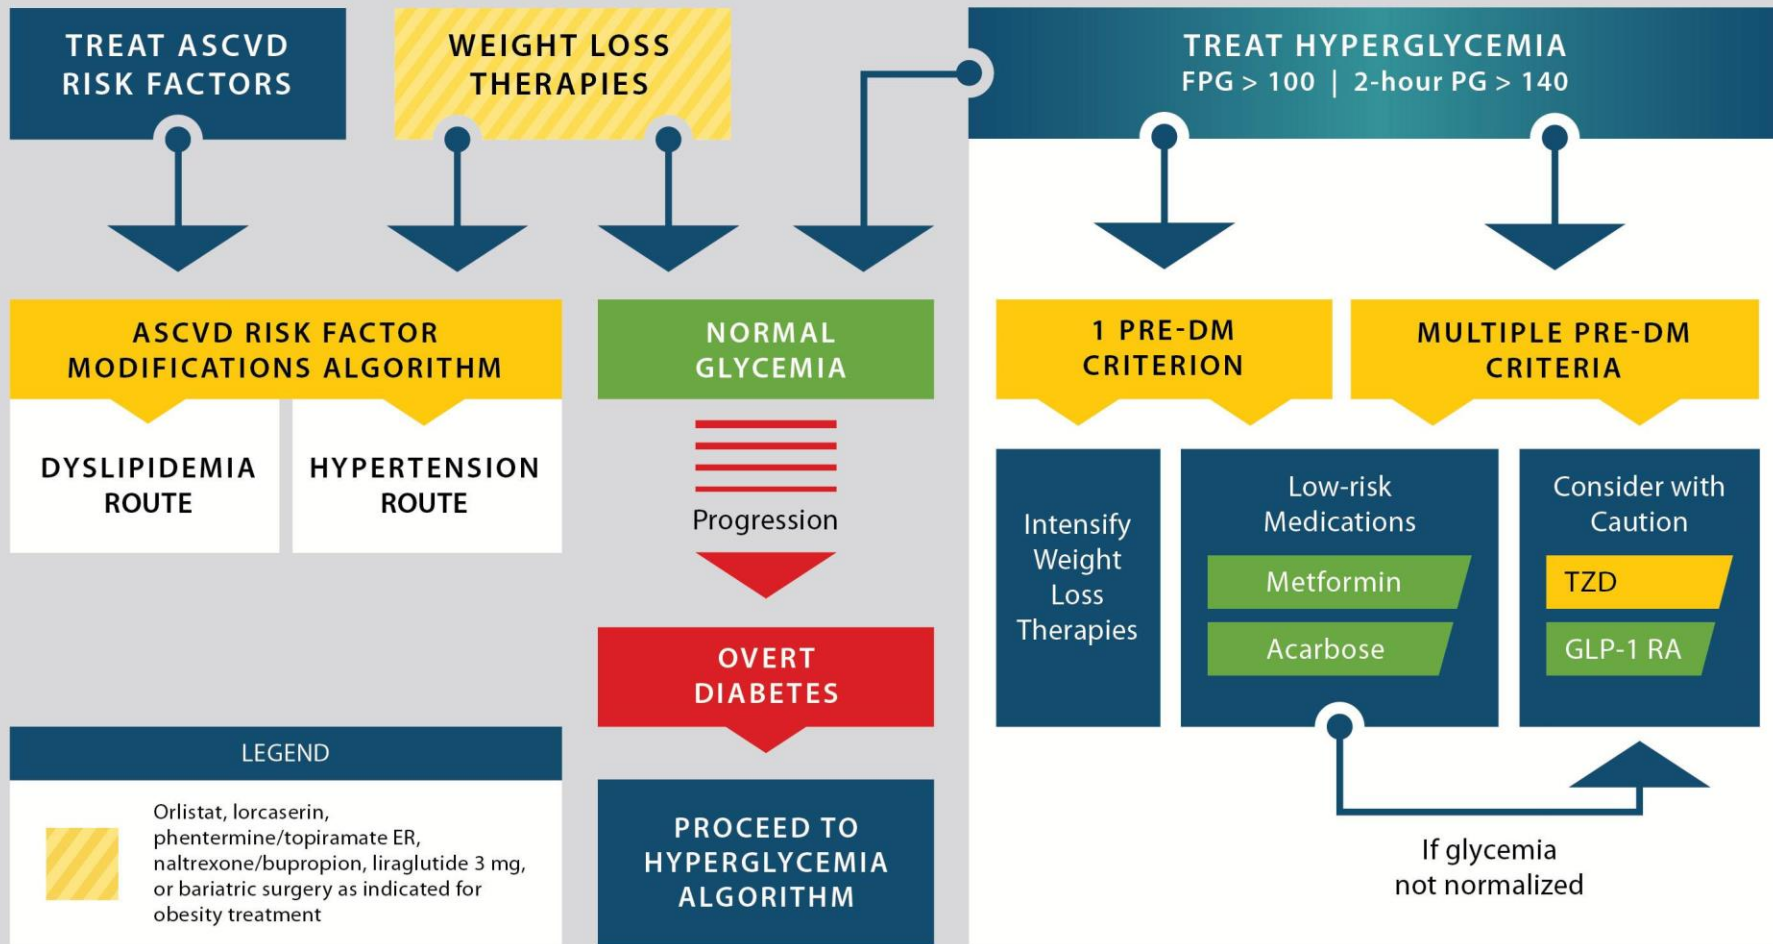 TREAT ASCVD
RISK FACTORS
WEIGHT LOSS
THERAPIES
TREAT HYPERGLYCEMIA
FPG > 100 | 2-hour PG > 140
ASCVD RISK FACTOR
MODIFICATIONS ALGORITHM
DYSLIPIDEMIA
ROUTE
HYPERTENSION
ROUTE
NORMAL
GLYCEMIA
Progression
OVERT
DIABETES
PROCEED TO
HYPERGLYCEMIA
ALGORITHM
1 PRE-DM
CRITERION
MULTIPLE PRE-DM
CRITERIA
Intensify
Weight
Loss
Therapies
Low-risk
Medications
Metformin
Acarbose
Consider with
Caution
TZD
GLP-1 RA
If glycemia
not normalized
LEGEND
Orlistat, lorcaserin,
phentermine/topiramate ER,
naltrexone/bupropion, liraglutide 3 mg,
or bariatric surgery as indicated for
obesity treatment